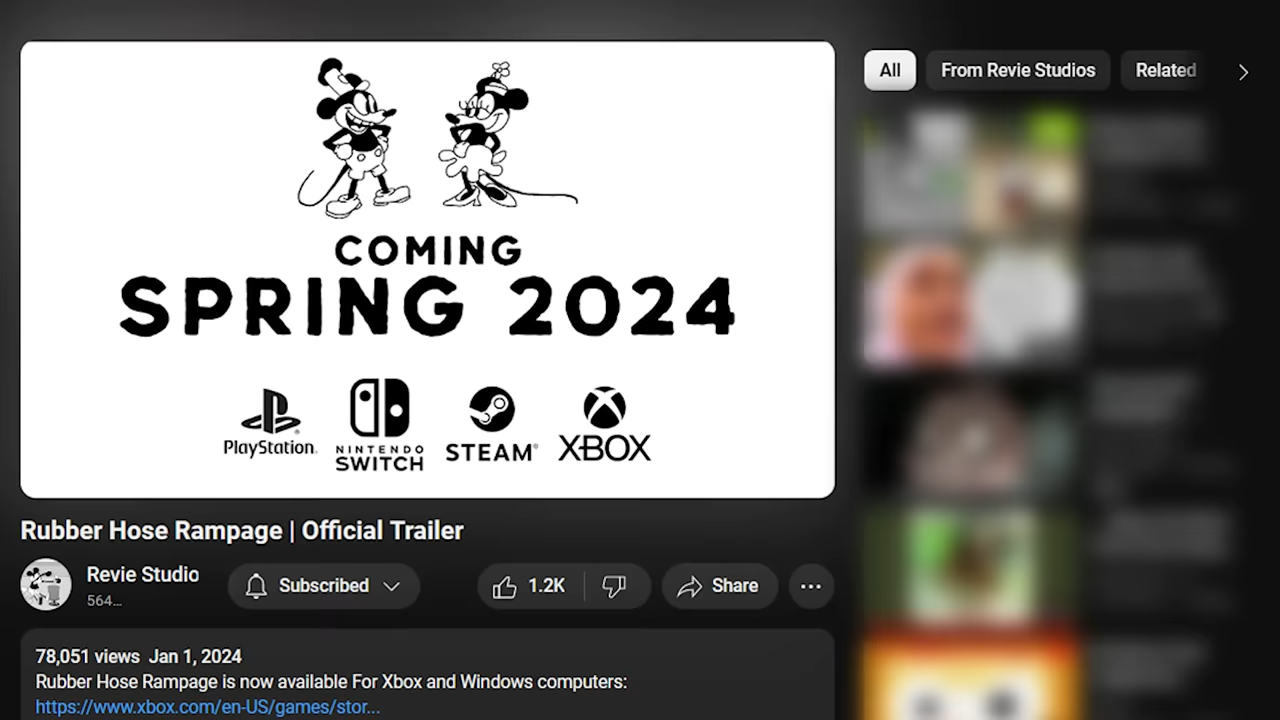 All
From Revie Studios
Related
COMING
SPRING 2024
PlayStation®
NINTENDO
SWITCH
STEAM®
XBOX
Rubber Hose Rampage | Official Trailer
Revie Studio
564...
Subscribed
1.2K
Share
78,051 views Jan 1, 2024
Rubber Hose Rampage is now available For Xbox and Windows computers:
https://www.xbox.com/en-US/games/stor...